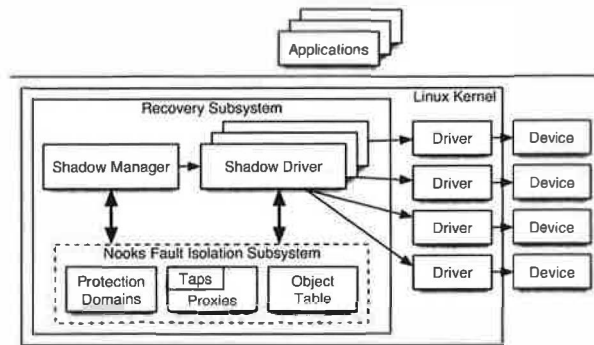 Applications
Linux Kernel
Recovery Subsystem
Shadow Manager
Shadow Driver
Driver
Device
Driver
Device
Driver
Device
Driver
Device
Nooks Fault Isolation Subsystem
Protection
Domains
Taps
Proxies
Object
Table